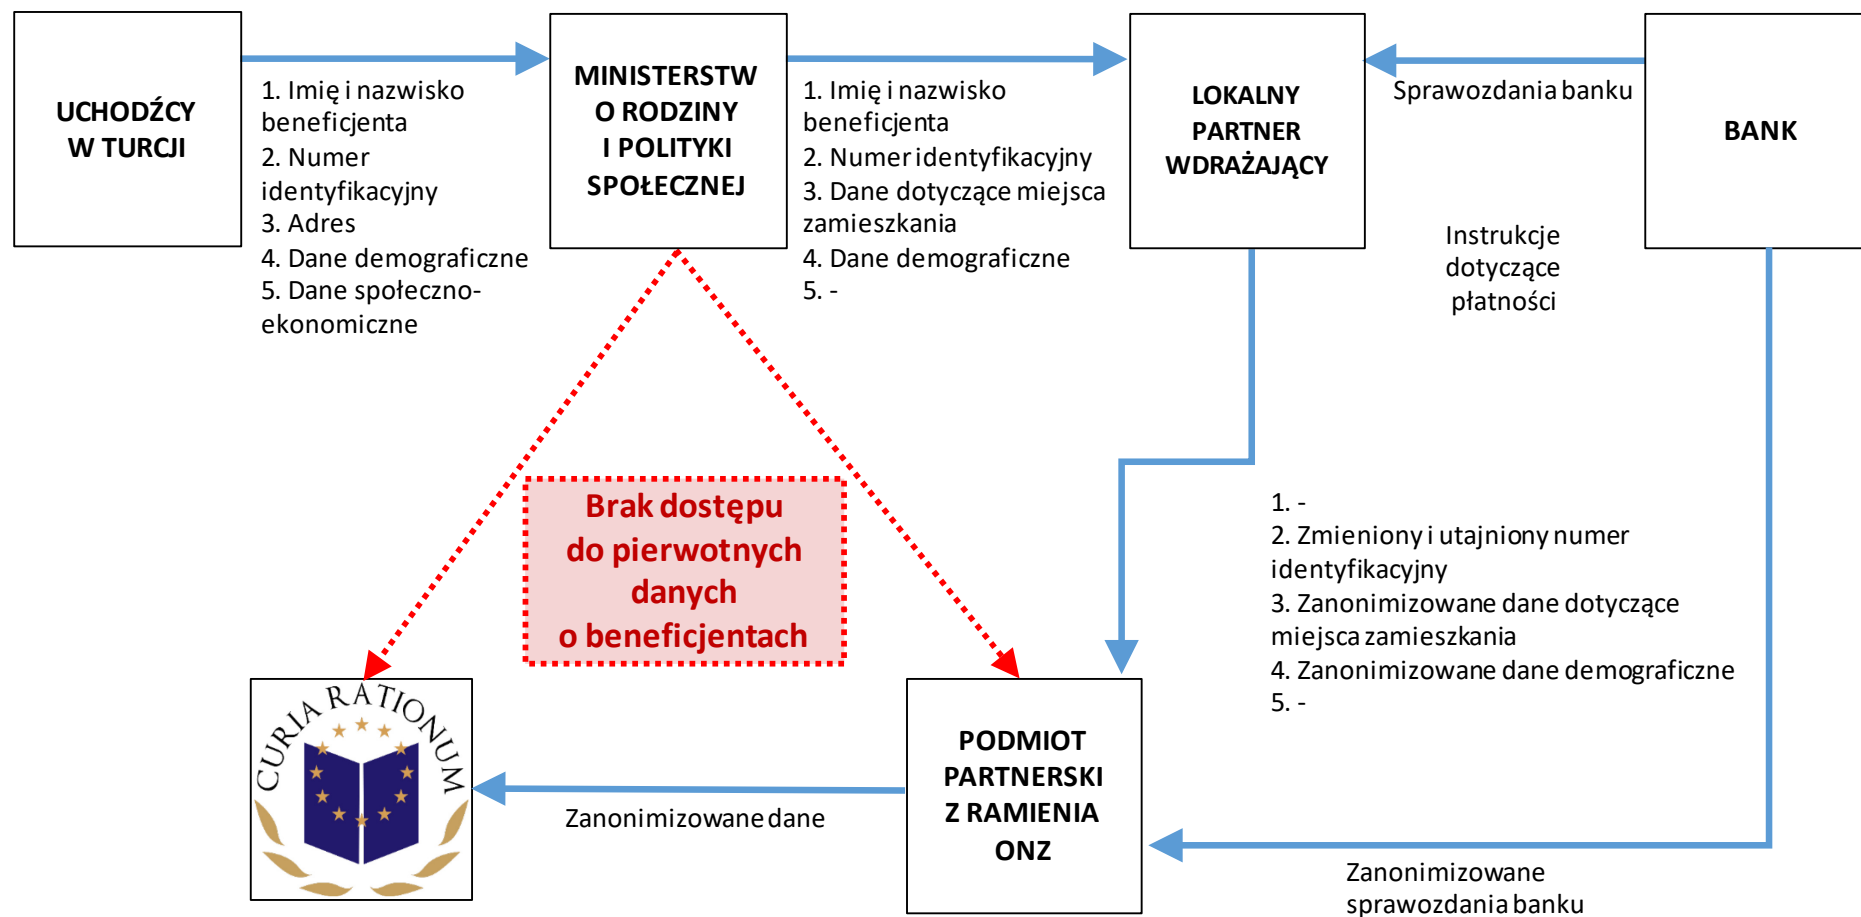 UCHODŹCY
W TURCJI
1. Imię i nazwisko
beneficjenta
2. Numer
identyfikacyjny
3. Adres
4. Dane demograficzne
5. Dane społeczno-
ekonomiczne
MINISTERSTW
O RODZINY
I POLITYKI
SPOŁECZNEJ
1. Imię i nazwisko
beneficjenta
2. Numer identyfikacyjny
3. Dane dotyczące miejsca
zamieszkania
4. Dane demograficzne
5. -
LOKALNY
PARTNER
WDRAŻAJĄCY
Sprawozdania banku
Instrukcje
dotyczące
płatności
BANK
Brak dostępu
do pierwotnych
danych
o beneficjentach
1. -
2. Zmieniony i utajniony numer
identyfikacyjny
3. Zanonimizowane dane dotyczące
miejsca zamieszkania
4. Zanonimizowane dane demograficzne
5. -
CURIA RATIONUM
Zanonimizowane dane
PODMIOT
PARTNERSKI
Z RAMIENIA
ONZ
Zanonimizowane
sprawozdania banku